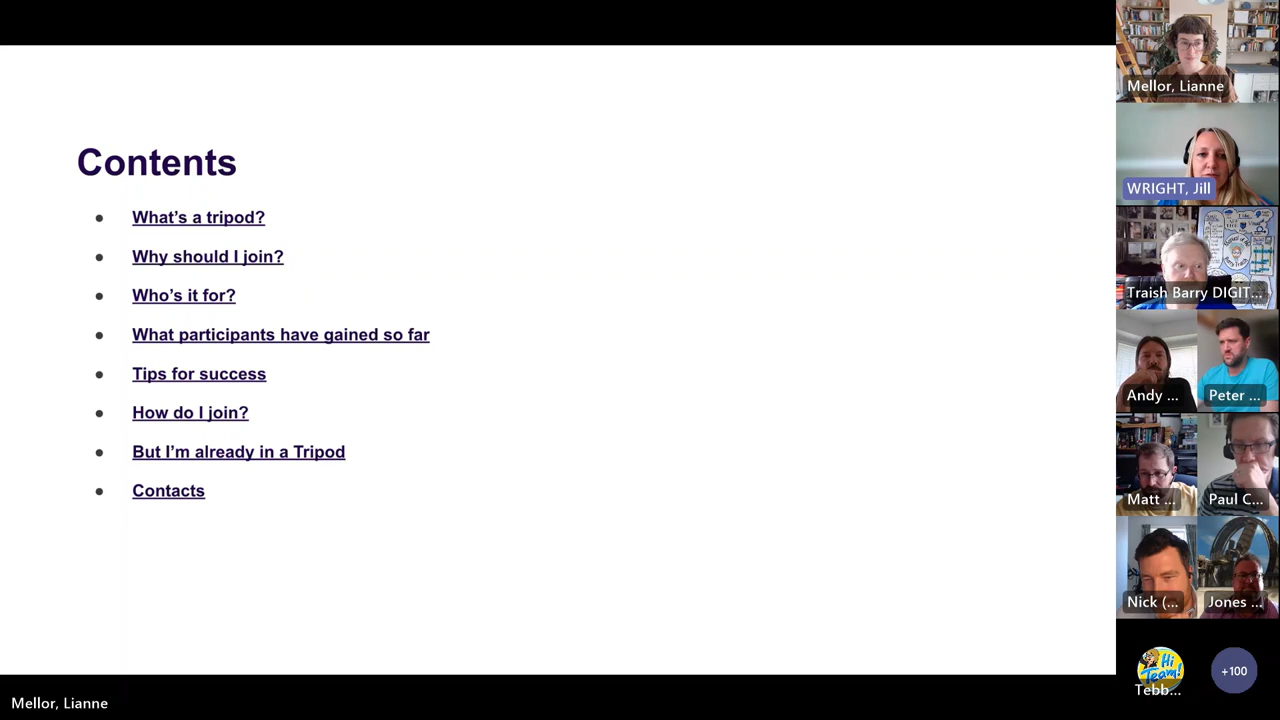 Contents
● What's a tripod?
● Why should I join?
● Who's it for?
● What participants have gained so far
● Tips for success
● How do I join?
● But I'm already in a Tripod
● Contacts
Mellor, Lianne
Mellor, Lianne
WRIGHT, Jill
Traish Barry DIGIT...
Andy ...
Peter ...
Matt ...
Paul C...
Nick (...
Jones ...
Hi
Team!
Tebb...
+100